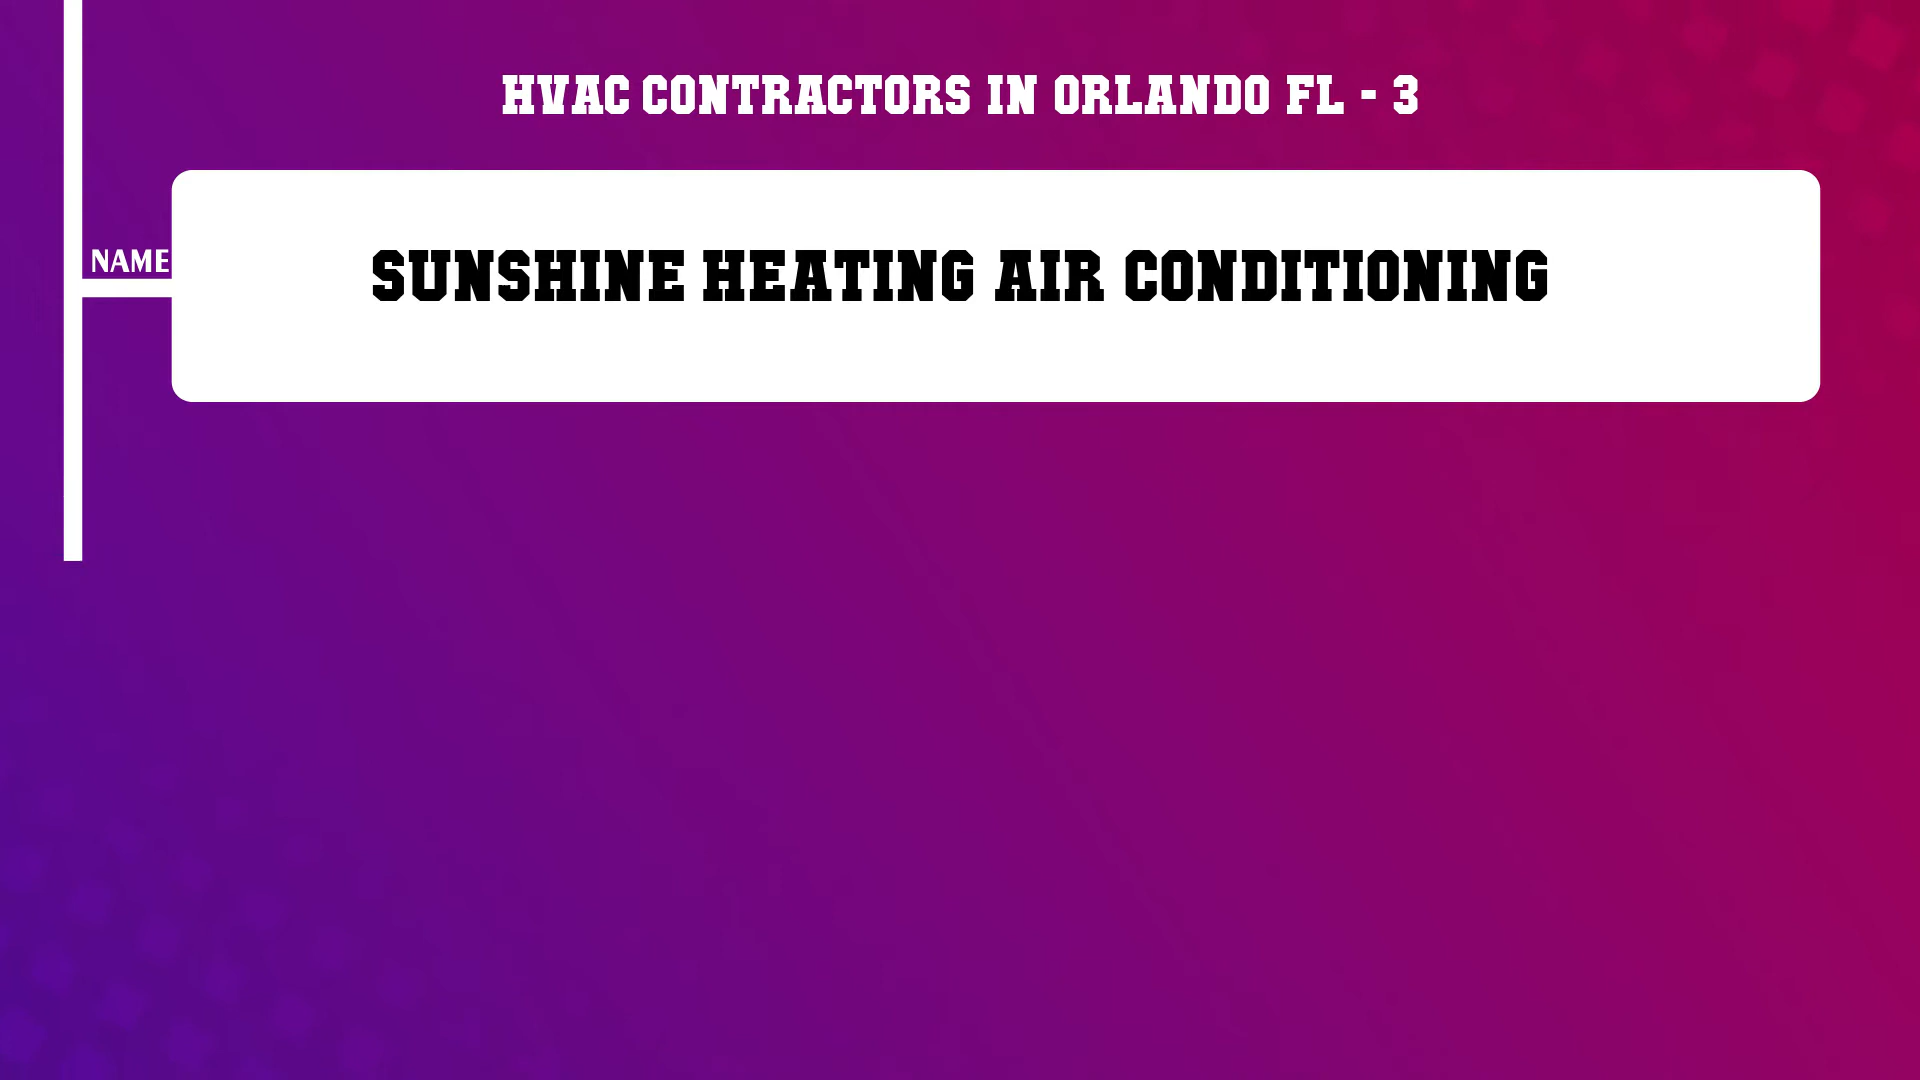 HVAC CONTRACTORS IN ORLANDO FL - 3
NAME
SUNSHINE HEATING AIR CONDITIONING